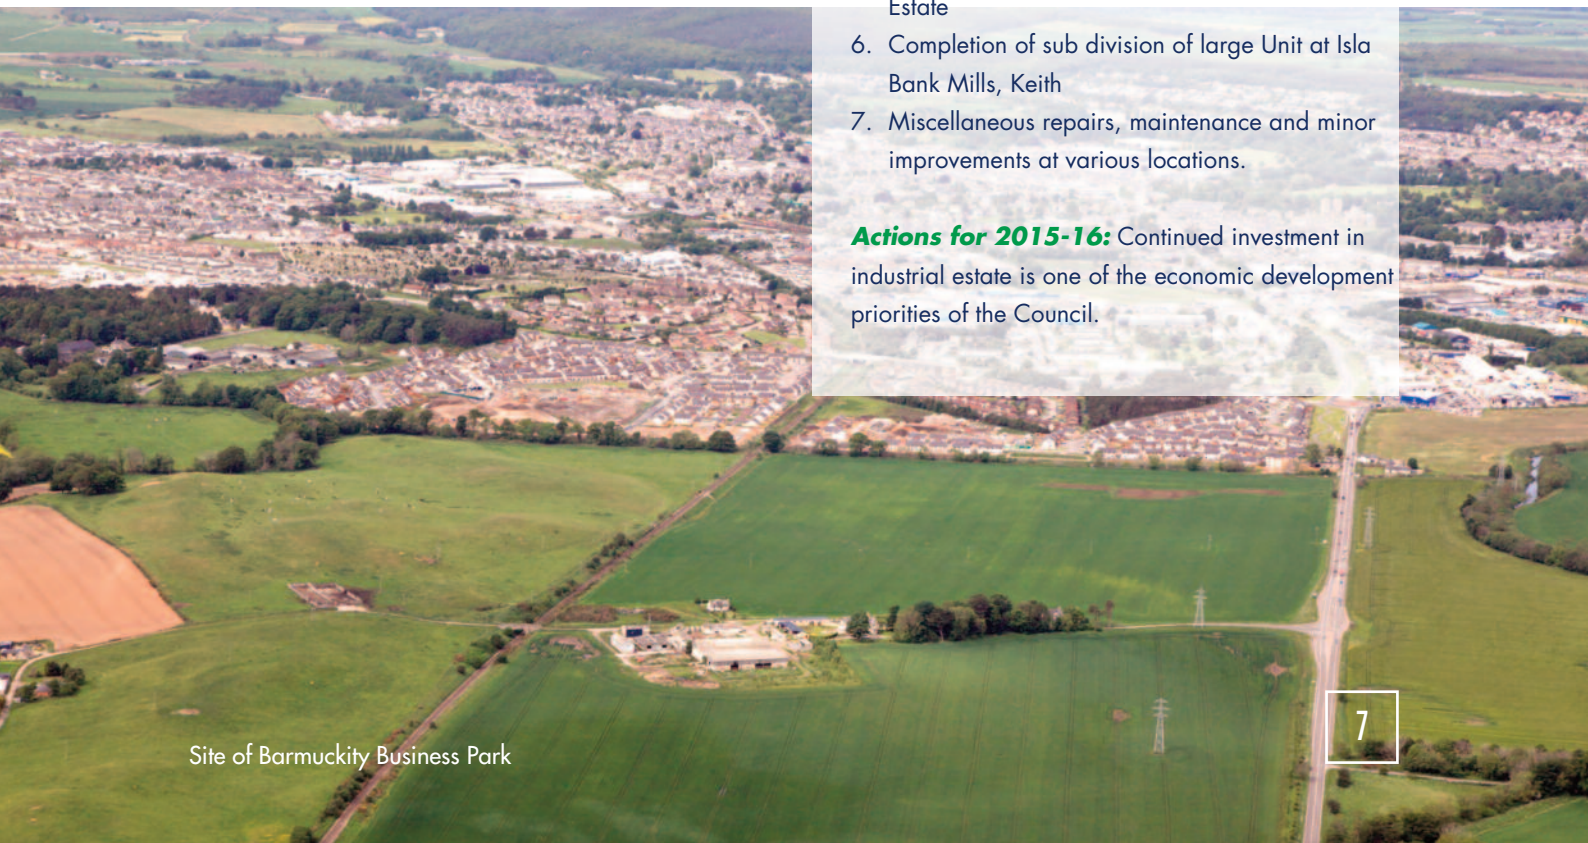 Estate
6. Completion of sub division of large Unit at Isla
Bank Mills, Keith
7. Miscellaneous repairs, maintenance and minor
improvements at various locations.
Actions for 2015-16: Continued investment in
industrial estate is one of the economic development
priorities of the Council.
Site of Barmuckity Business Park
7